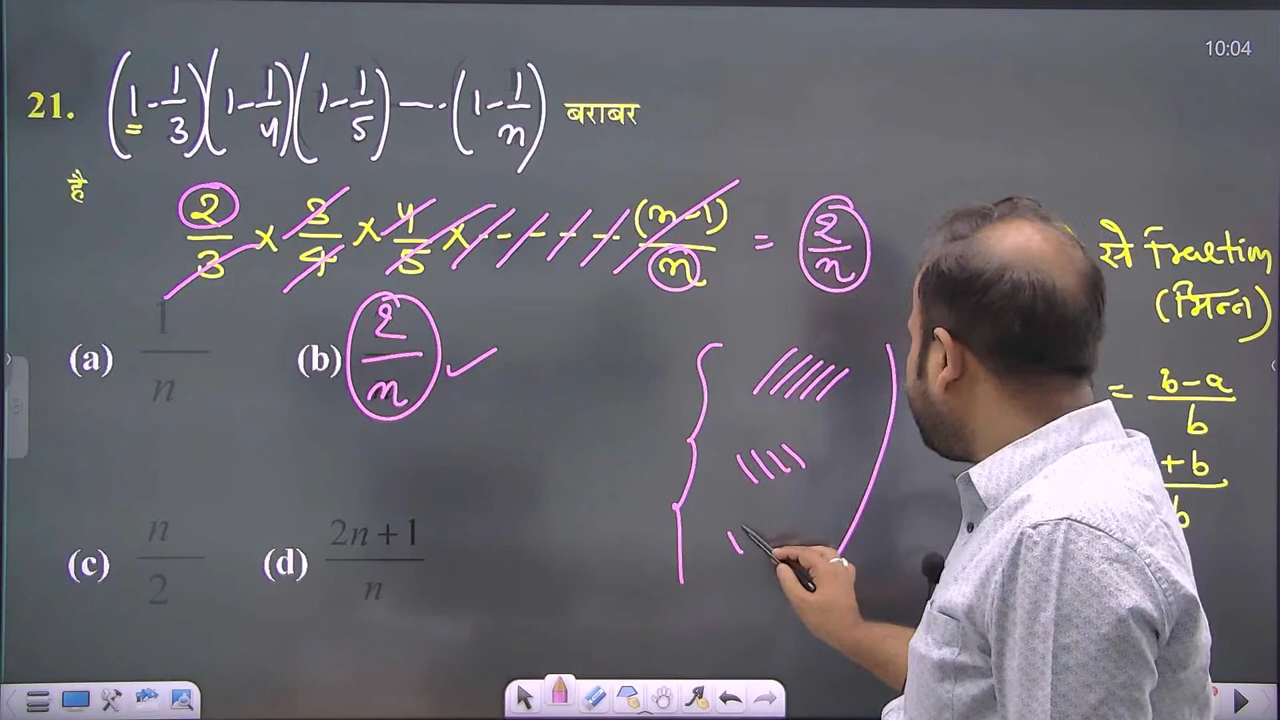 10:04
21. (1-1/3)(1-1/4)(1-1/5)-----(1-1/n) बराबर
है
2/3 × 3/4 × 4/5 × ------ (n-1)/n = 2/n
(a) 1/n
(b) 2/n ✓
(c) n/2
(d) 2n+1/n
से Fraction
(भिन्न)
= b-a/b
+b/b